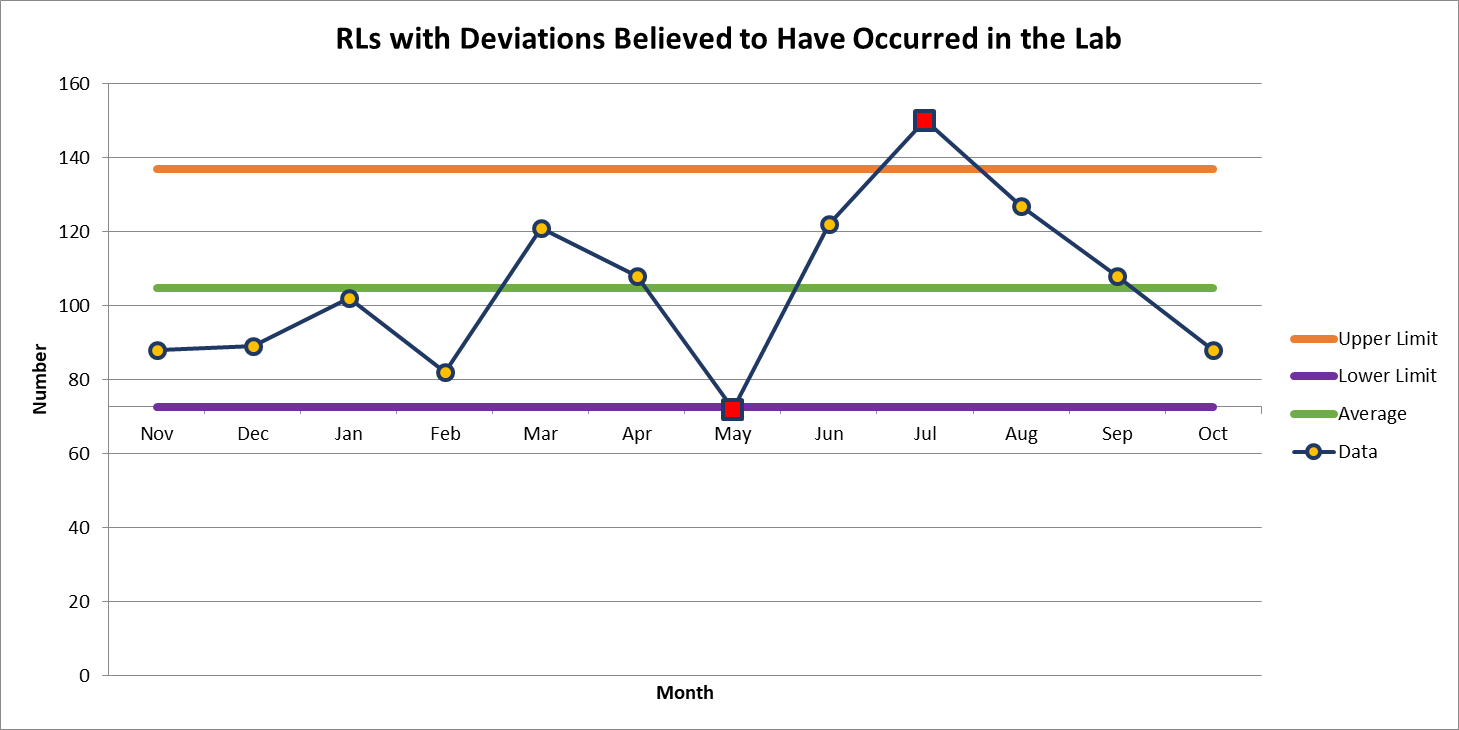 RLs with Deviations Believed to Have Occurred in the Lab
160
140
120
100
80
60
40
20
0
Number
Nov Dec Jan Feb Mar Apr May Jun Jul Aug Sep Oct
Month
Upper Limit
Lower Limit
Average
Data